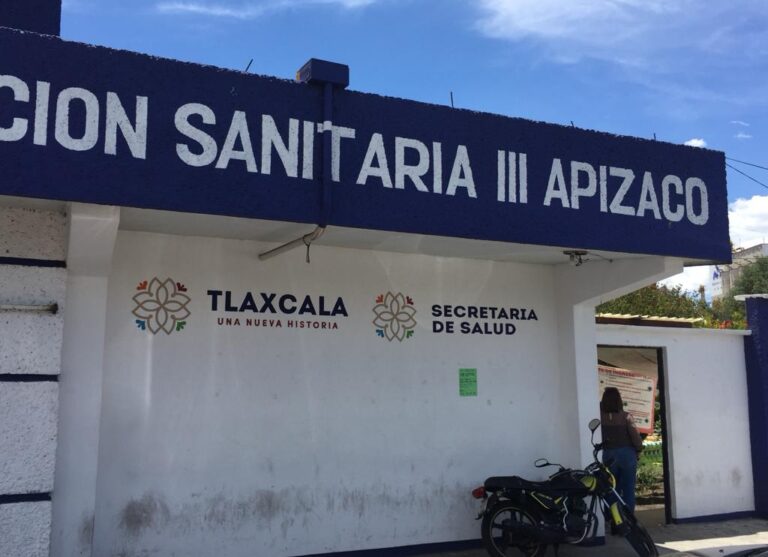 CION SANITARIA III APIZACO
TLAXCALA
UNA NUEVA HISTORIA
SECRETARIA
DE SALUD